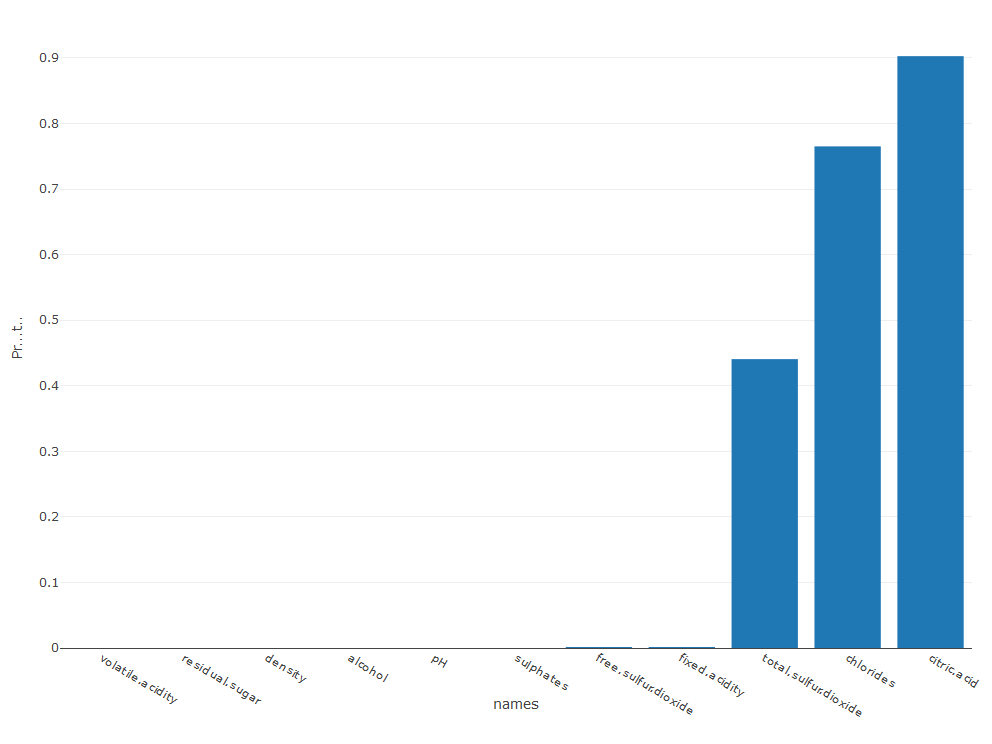 0.9
0.8
0.7
0.6
0.5
0.4
0.3
0.2
0.1
0
Pr...t..
volatile.acidity
residual.sugar
density
alcohol
pH
sulphates
free.sulfur.dioxide
fixed.acidity
total.sulfur.dioxide
chlorides
citric.acid
names